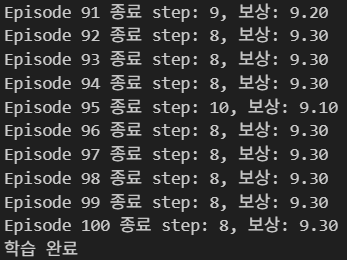 Episode 91 종료 step: 9, 보상: 9.20
Episode 92 종료 step: 8, 보상: 9.30
Episode 93 종료 step: 8, 보상: 9.30
Episode 94 종료 step: 8, 보상: 9.30
Episode 95 종료 step: 10, 보상: 9.10
Episode 96 종료 step: 8, 보상: 9.30
Episode 97 종료 step: 8, 보상: 9.30
Episode 98 종료 step: 8, 보상: 9.30
Episode 99 종료 step: 8, 보상: 9.30
Episode 100 종료 step: 8, 보상: 9.30
학습 완료